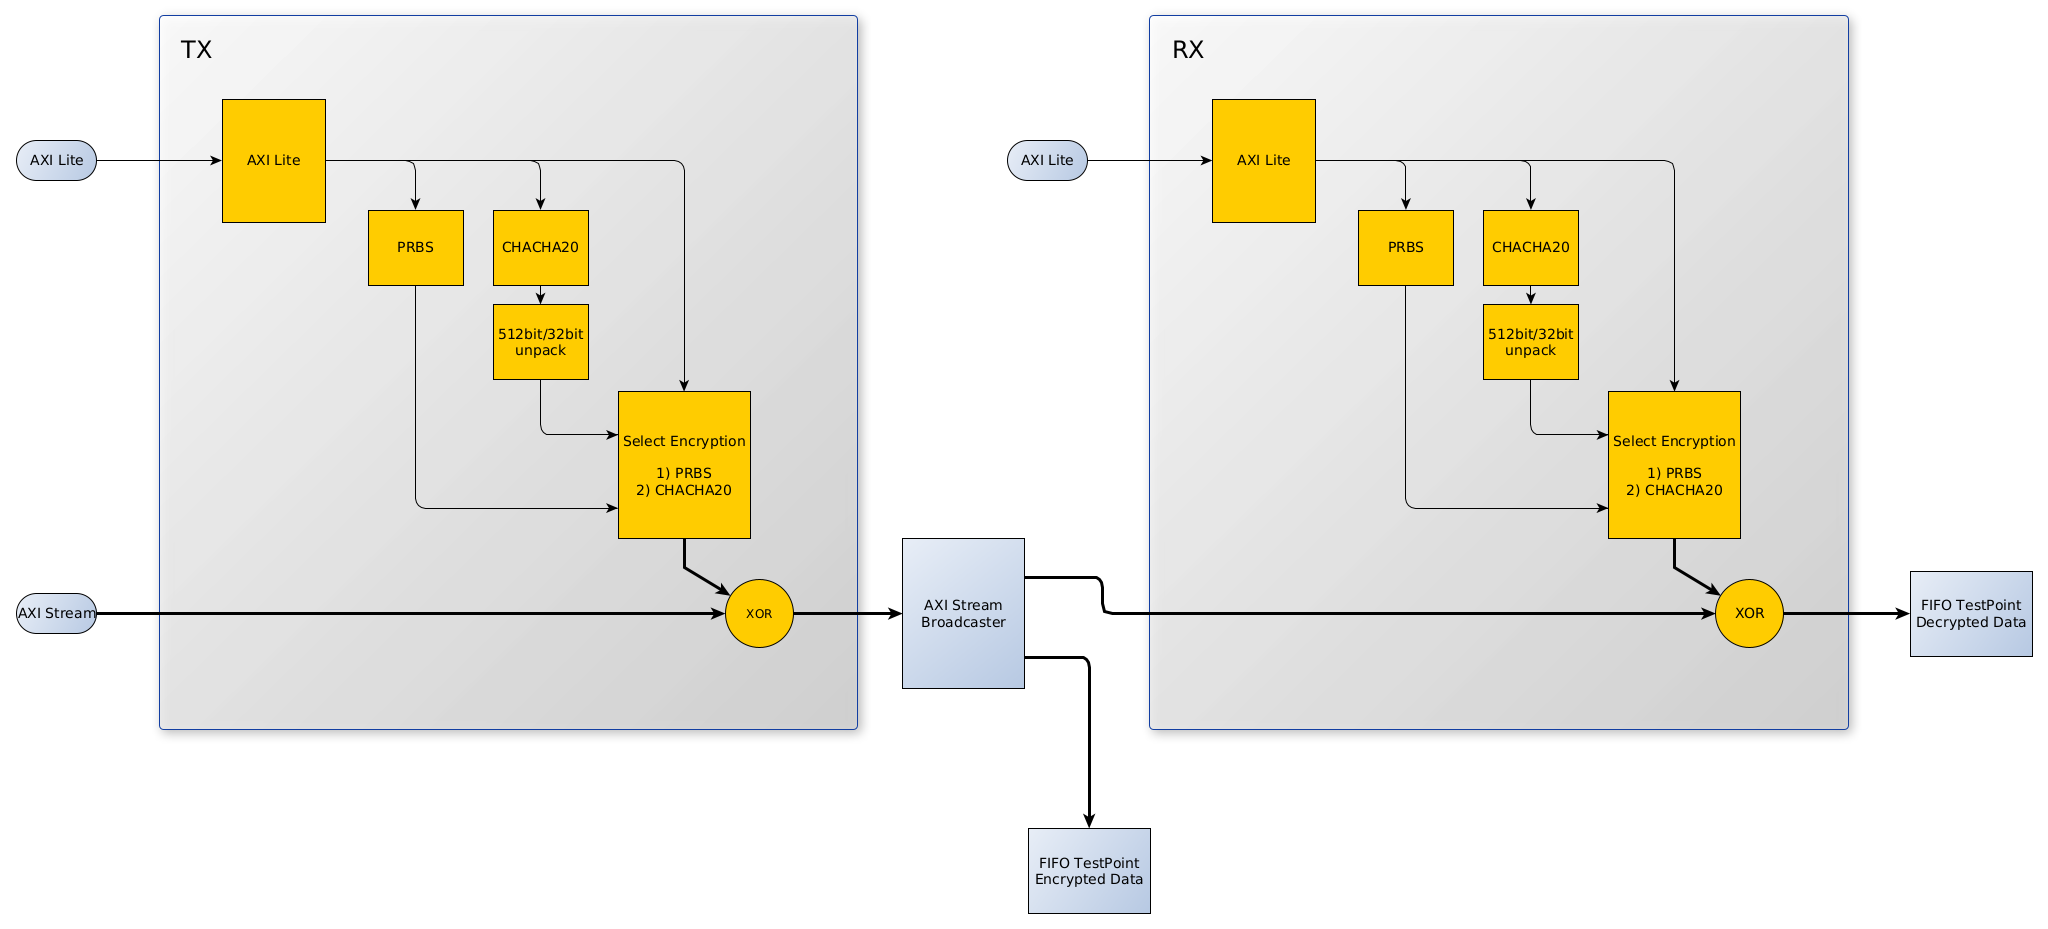 TX
AXI Lite
AXI Lite
PRBS
CHACHA20
512bit/32bit
unpack
Select Encryption
1) PRBS
2) CHACHA20
AXI Stream
XOR
AXI Stream
Broadcaster
FIFO TestPoint
Encrypted Data
RX
AXI Lite
AXI Lite
PRBS
CHACHA20
512bit/32bit
unpack
Select Encryption
1) PRBS
2) CHACHA20
XOR
FIFO TestPoint
Decrypted Data